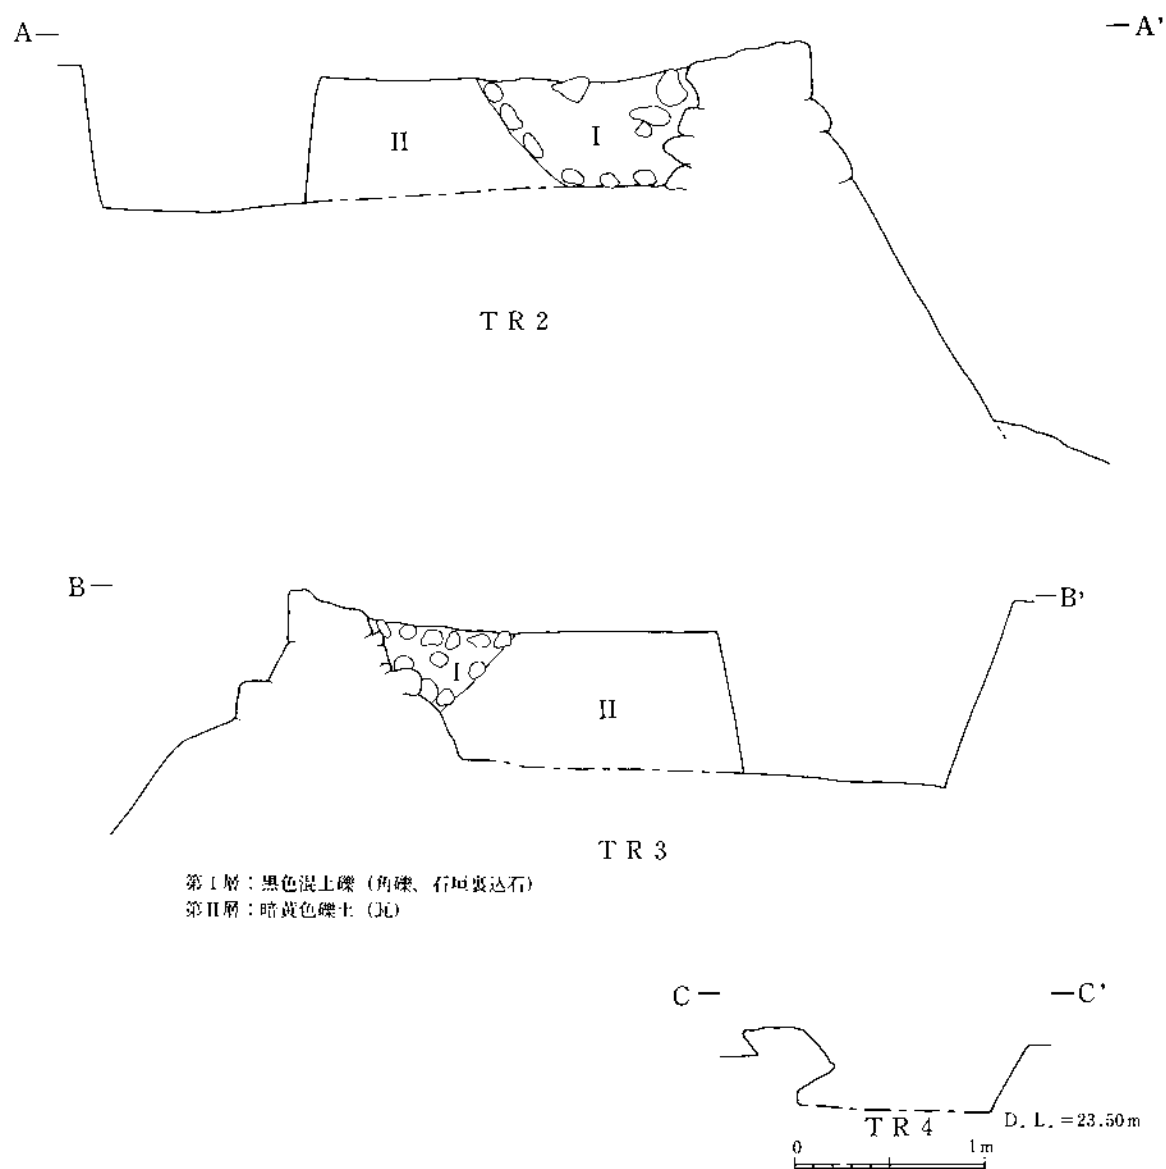 A— —A'
II I
TR2
B— —B'
I II
TR3
第I層：黒色混土礫（角礫、石垣裏込石）
第II層：暗黄色礫土（瓦）
C— —C'
TR4
D. L. =23.50m
0 1m